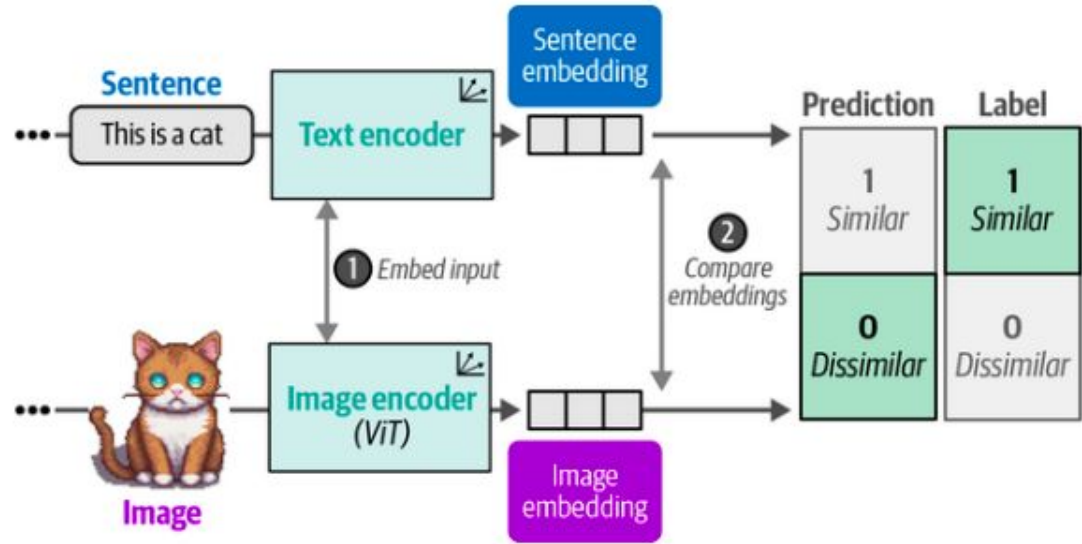 Sentence
This is a cat
Text encoder
Sentence
embedding
Prediction
Label
1
Similar
1
Similar
0
Dissimilar
0
Dissimilar
1 Embed input
2
Compare
embeddings
Image encoder
(ViT)
Image
embedding
Image